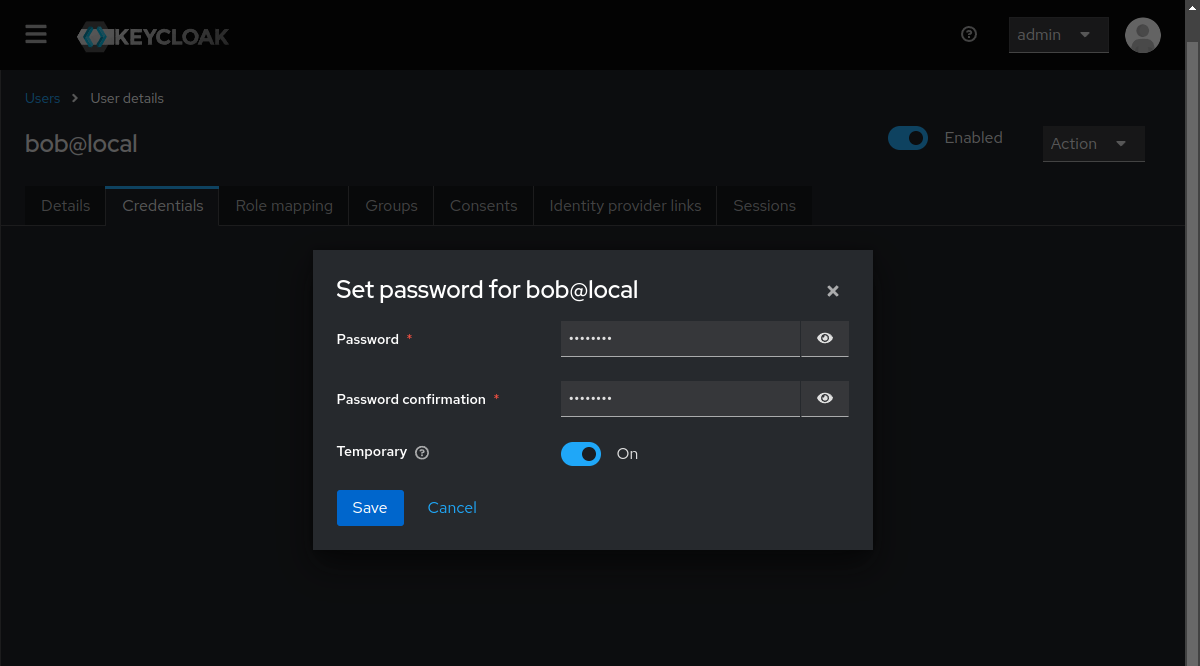 KEYCLOAK
admin
Users > User details
bob@local
Enabled
Action
Details Credentials Role mapping Groups Consents Identity provider links Sessions
Set password for bob@local
Password *
••••••••
Password confirmation *
••••••••
Temporary
On
Save Cancel